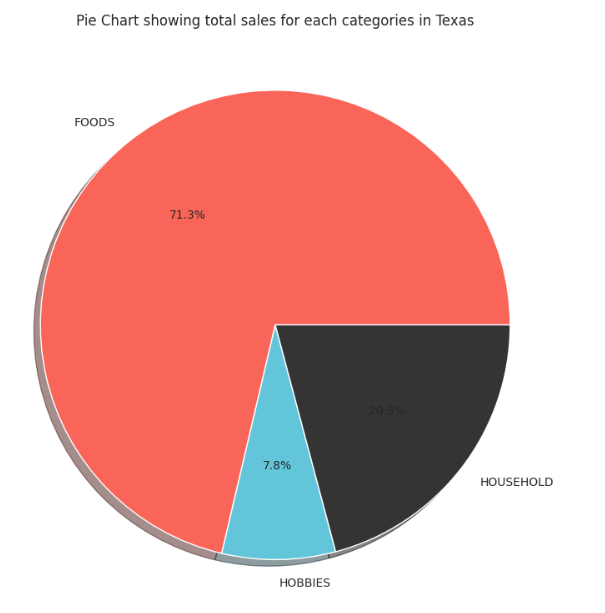 Pie Chart showing total sales for each categories in Texas
FOODS
71.3%
20.9%
7.8%
HOUSEHOLD
HOBBIES